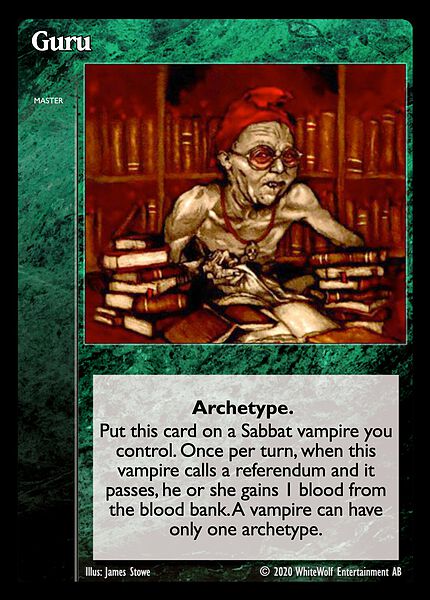 Guru
MASTER
Archetype.
Put this card on a Sabbat vampire you
control. Once per turn, when this
vampire calls a referendum and it
passes, he or she gains 1 blood from
the blood bank. A vampire can have
only one archetype.
Illus: James Stowe
© 2020 WhiteWolf Entertainment AB